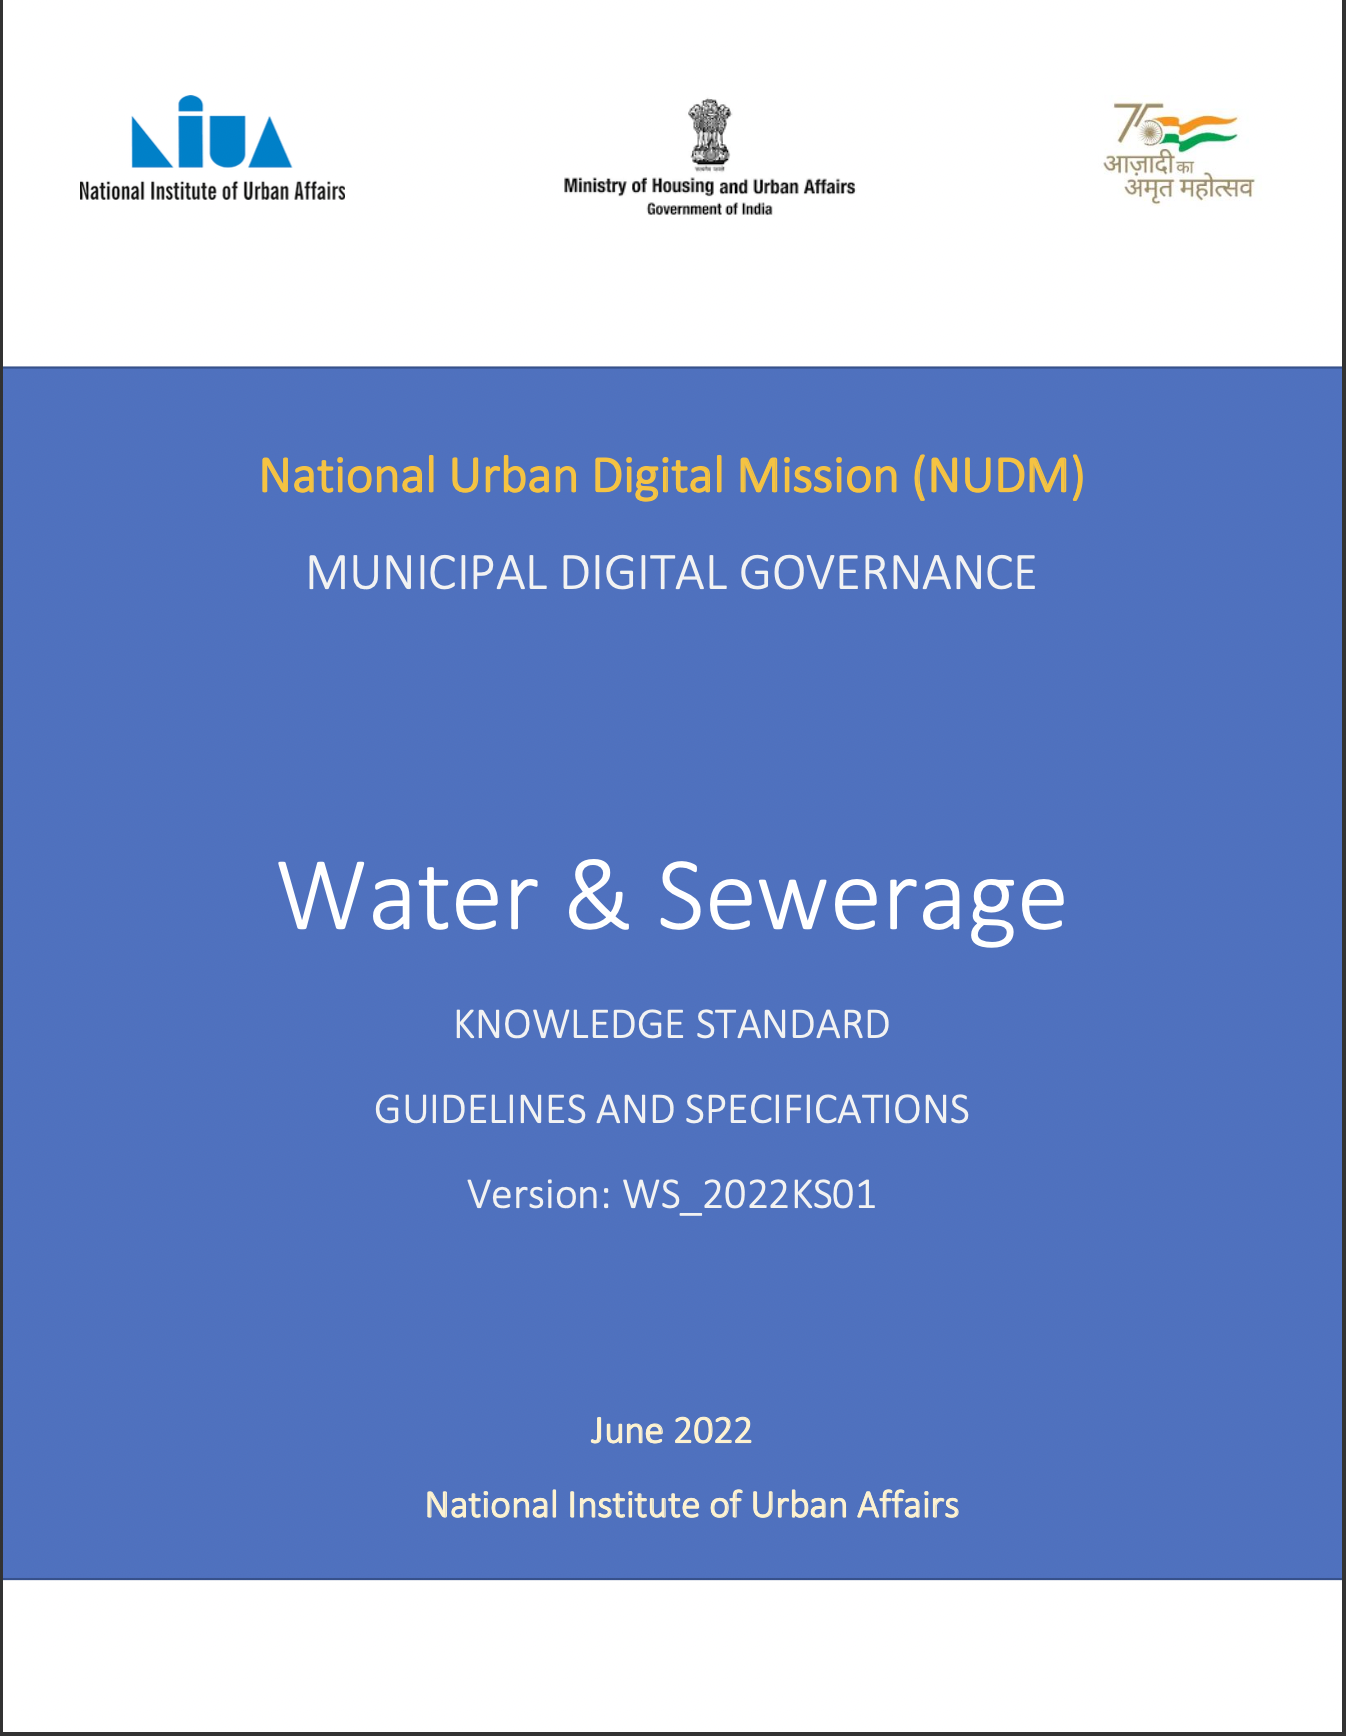 NIUA
National Institute of Urban Affairs
Ministry of Housing and Urban Affairs
Government of India
75
आज़ादी का
अमृत महोत्सव
National Urban Digital Mission (NUDM)
MUNICIPAL DIGITAL GOVERNANCE
Water & Sewerage
KNOWLEDGE STANDARD
GUIDELINES AND SPECIFICATIONS
Version: WS_2022KS01
June 2022
National Institute of Urban Affairs